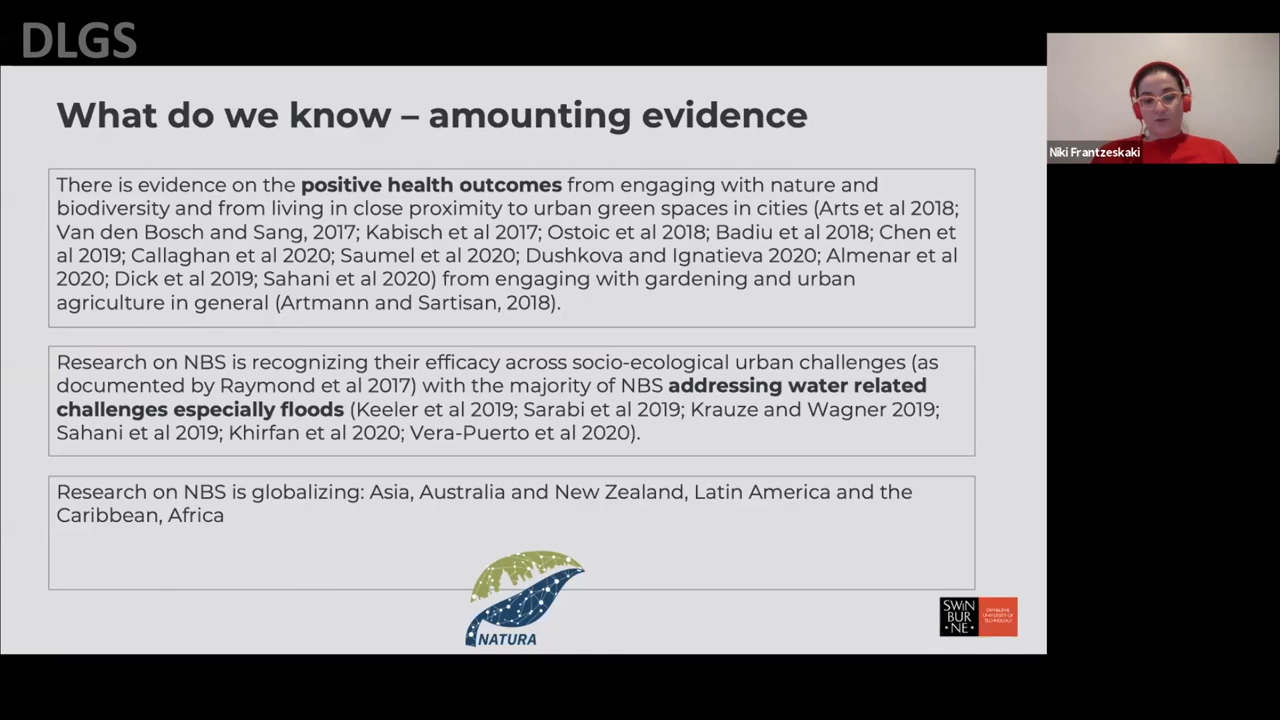 DLGS
What do we know – amounting evidence
There is evidence on the positive health outcomes from engaging with nature and
biodiversity and from living in close proximity to urban green spaces in cities (Arts et al 2018;
Van den Bosch and Sang, 2017; Kabisch et al 2017; Ostoic et al 2018; Badiu et al 2018; Chen et
al 2019; Callaghan et al 2020; Saumel et al 2020; Dushkova and Ignatieva 2020; Almenar et al
2020; Dick et al 2019; Sahani et al 2020) from engaging with gardening and urban
agriculture in general (Artmann and Sartisan, 2018).
Research on NBS is recognizing their efficacy across socio-ecological urban challenges (as
documented by Raymond et al 2017) with the majority of NBS addressing water related
challenges especially floods (Keeler et al 2019; Sarabi et al 2019; Krauze and Wagner 2019;
Sahani et al 2019; Khirfan et al 2020; Vera-Puerto et al 2020).
Research on NBS is globalizing: Asia, Australia and New Zealand, Latin America and the
Caribbean, Africa
NATURA
SWIN
BUR
•NE•
SWINBURNE
UNIVERSITY OF
TECHNOLOGY
Niki Frantzeskaki